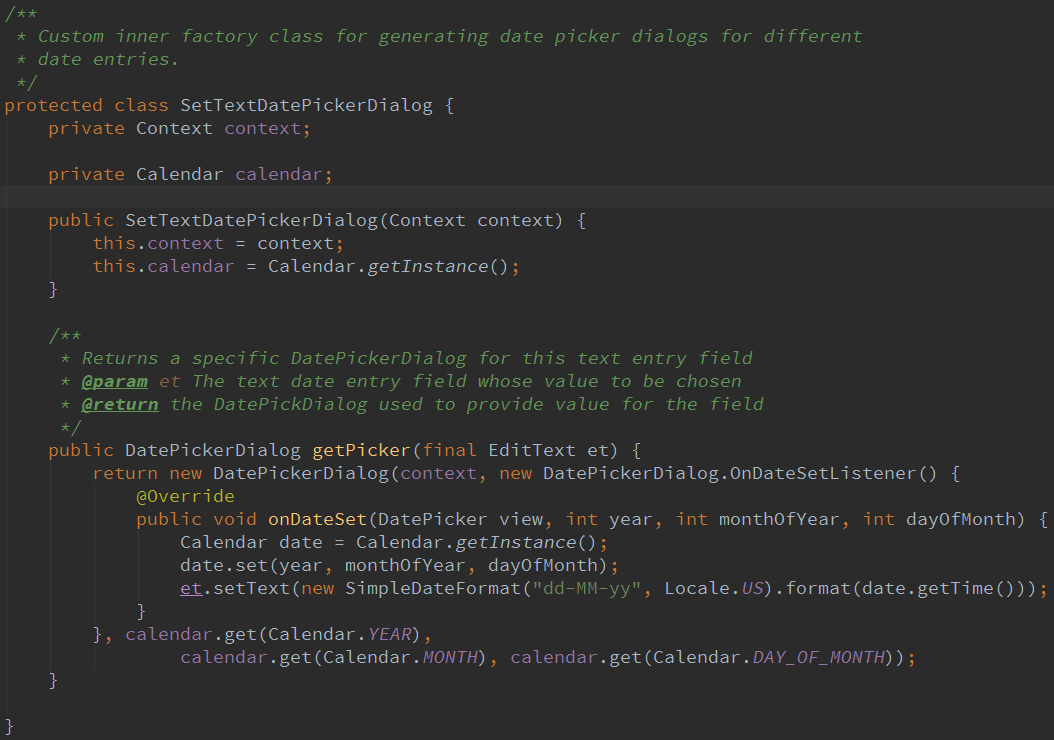 /**
 * Custom inner factory class for generating date picker dialogs for different
 * date entries.
 */
protected class SetTextDatePickerDialog {
    private Context context;

    private Calendar calendar;

    public SetTextDatePickerDialog(Context context) {
        this.context = context;
        this.calendar = Calendar.getInstance();
    }

    /**
     * Returns a specific DatePickerDialog for this text entry field
     * @param et The text date entry field whose value to be chosen
     * @return the DatePickDialog used to provide value for the field
     */
    public DatePickerDialog getPicker(final EditText et) {
        return new DatePickerDialog(context, new DatePickerDialog.OnDateSetListener() {
            @Override
            public void onDateSet(DatePicker view, int year, int monthOfYear, int dayOfMonth) {
                Calendar date = Calendar.getInstance();
                date.set(year, monthOfYear, dayOfMonth);
                et.setText(new SimpleDateFormat("dd-MM-yy", Locale.US).format(date.getTime()));
            }
        }, calendar.get(Calendar.YEAR),
                calendar.get(Calendar.MONTH), calendar.get(Calendar.DAY_OF_MONTH));
    }

}